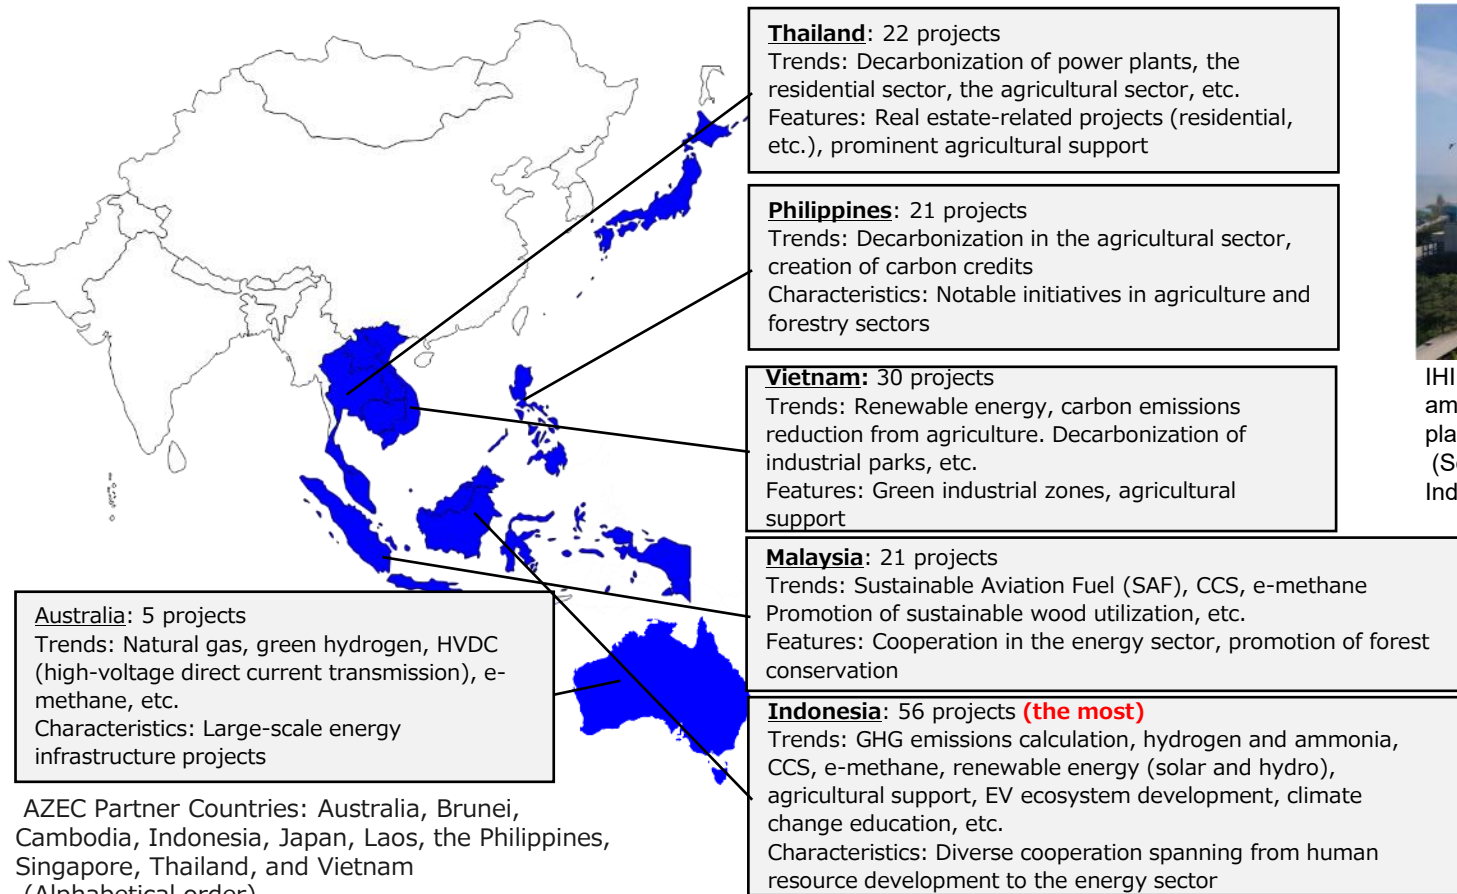 Thailand: 22 projects
Trends: Decarbonization of power plants, the
residential sector, the agricultural sector, etc.
Features: Real estate-related projects (residential,
etc.), prominent agricultural support
Philippines: 21 projects
Trends: Decarbonization in the agricultural sector,
creation of carbon credits
Characteristics: Notable initiatives in agriculture and
forestry sectors
Vietnam: 30 projects
Trends: Renewable energy, carbon emissions
reduction from agriculture. Decarbonization of
industrial parks, etc.
Features: Green industrial zones, agricultural
support
Malaysia: 21 projects
Trends: Sustainable Aviation Fuel (SAF), CCS, e-methane
Promotion of sustainable wood utilization, etc.
Features: Cooperation in the energy sector, promotion of forest
conservation
Indonesia: 56 projects (the most)
Trends: GHG emissions calculation, hydrogen and ammonia,
CCS, e-methane, renewable energy (solar and hydro),
agricultural support, EV ecosystem development, climate
change education, etc.
Characteristics: Diverse cooperation spanning from human
resource development to the energy sector
Australia: 5 projects
Trends: Natural gas, green hydrogen, HVDC
(high-voltage direct current transmission), e-
methane, etc.
Characteristics: Large-scale energy
infrastructure projects
AZEC Partner Countries: Australia, Brunei,
Cambodia, Indonesia, Japan, Laos, the Philippines,
Singapore, Thailand, and Vietnam
(Alphabetical order)
IHI
am
pla
(S
Ind